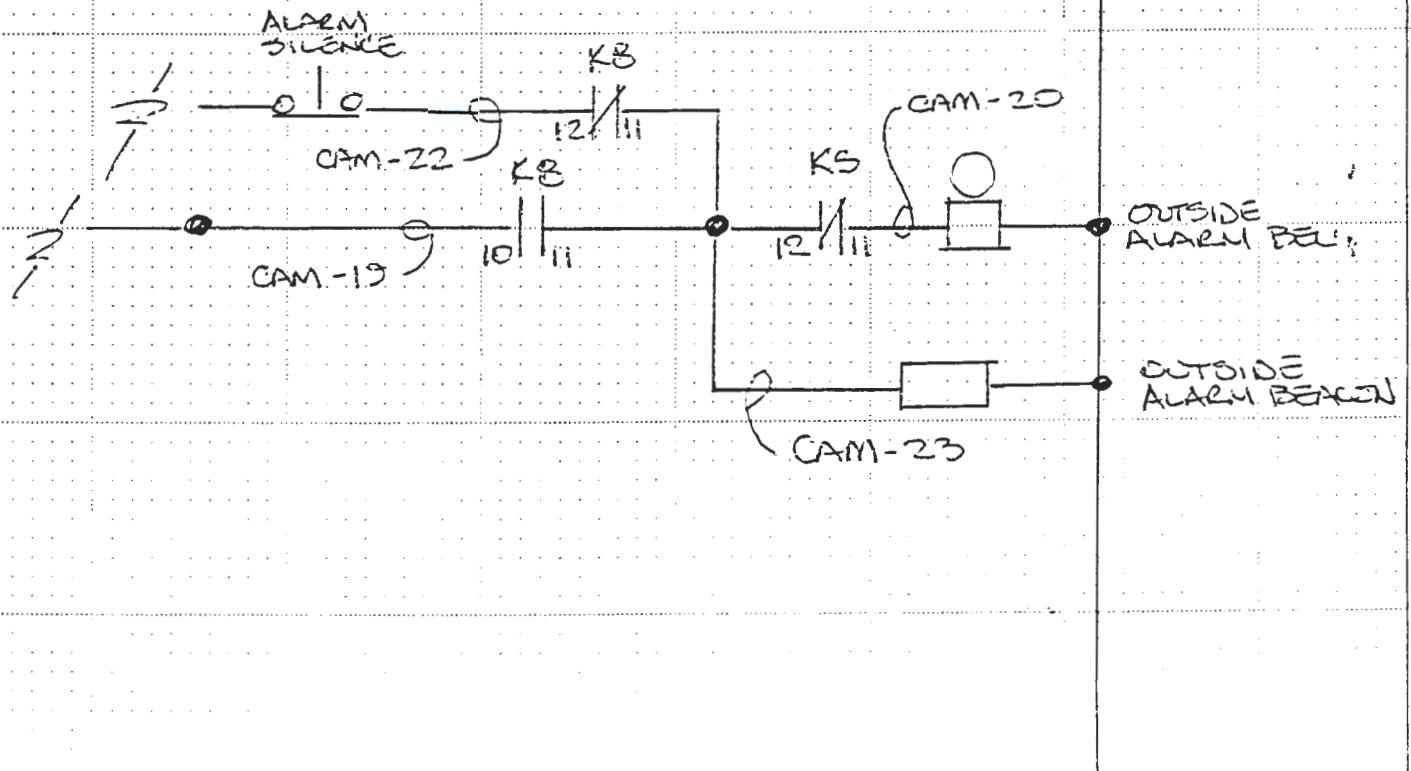 ALARM
SILENCE
K8
12 11
CAM-22
CAM-20
K8
K5
10 11
12 11
CAM-19
OUTSIDE
ALARM BELL
OUTSIDE
ALARM BEACON
CAM-23